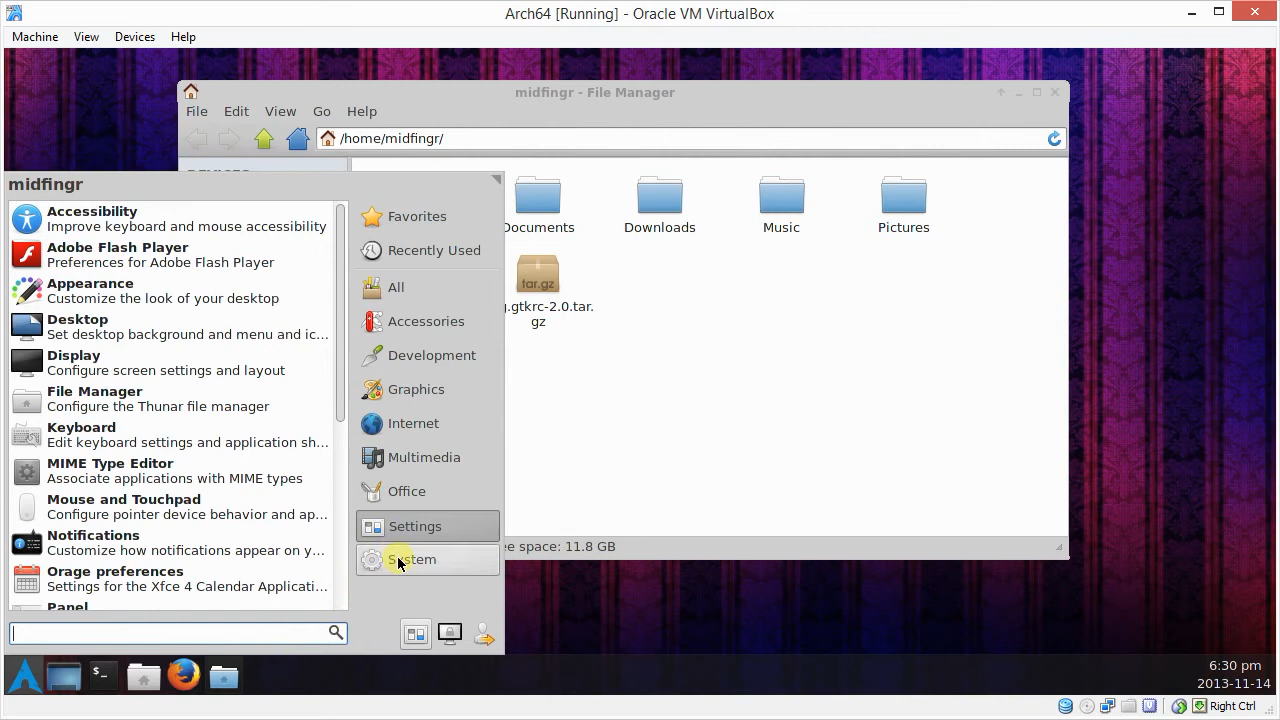 Arch64 [Running] - Oracle VM VirtualBox
Machine View Devices Help
midfingr - File Manager
File Edit View Go Help
/home/midfingr/
midfingr
Accessibility
Improve keyboard and mouse accessibility
Adobe Flash Player
Preferences for Adobe Flash Player
Appearance
Customize the look of your desktop
Desktop
Set desktop background and menu and ic...
Display
Configure screen settings and layout
File Manager
Configure the Thunar file manager
Keyboard
Edit keyboard settings and application sh...
MIME Type Editor
Associate applications with MIME types
Mouse and Touchpad
Configure pointer device behavior and ap...
Notifications
Customize how notifications appear on y...
Orage preferences
Settings for the Xfce 4 Calendar Applicati...
Panel
Favorites
Recently Used
All
Accessories
Development
Graphics
Internet
Multimedia
Office
Settings
System
Documents
Downloads
Music
Pictures
tar.gz
g.gtkrc-2.0.tar.
gz
space: 11.8 GB
6:30 pm
2013-11-14
Right Ctrl